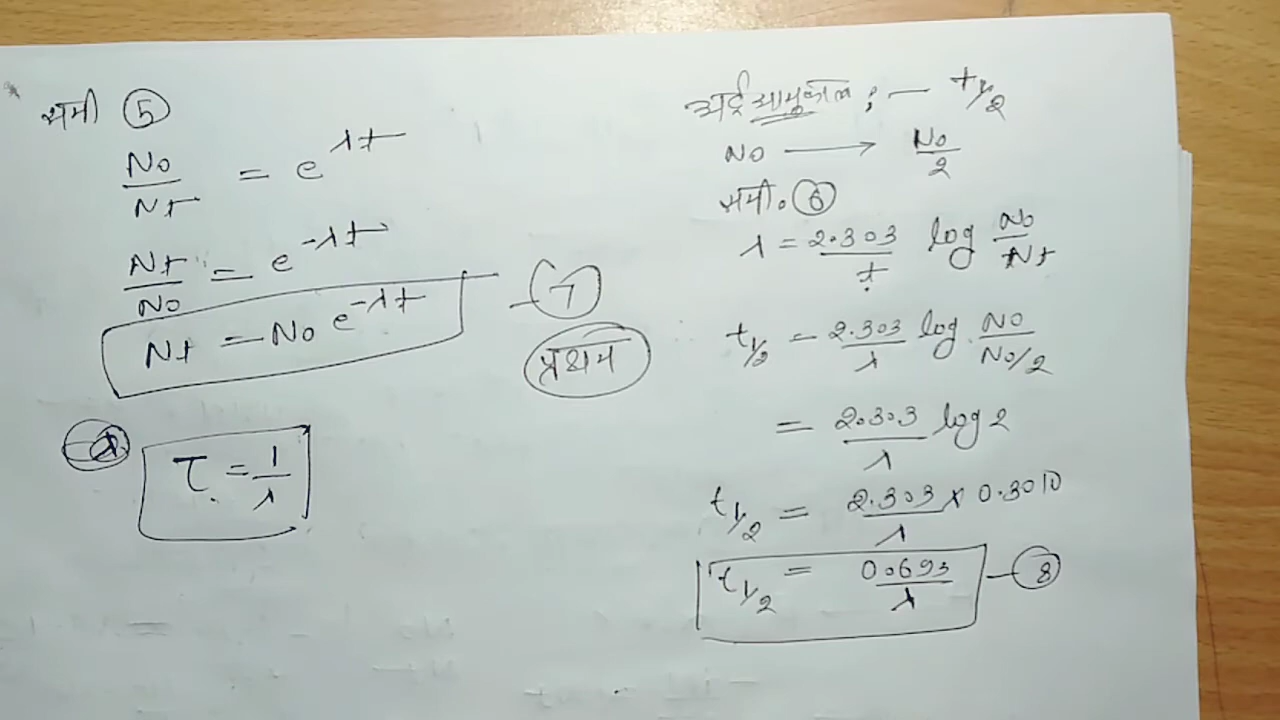 समी ⑤
No/Nt = e^λt
Nt/No = e^-λt
Nt = No e^-λt — ⑦
प्रथम
τ = 1/λ
अर्द्ध आयुकाल ; — t1/2
No ⟶ No/2
समी. ⑥
λ = 2.303/t log No/Nt
t1/2 = 2.303/λ log No/No/2
= 2.303/λ log 2
t1/2 = 2.303 × 0.3010/λ
t1/2 = 0.693/λ — ⑧